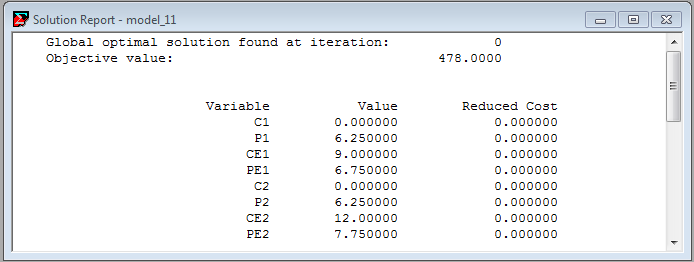 Solution Report - model_11
Global optimal solution found at iteration: 0
Objective value: 478.0000
Variable Value Reduced Cost
C1 0.000000 0.000000
P1 6.250000 0.000000
CE1 9.000000 0.000000
PE1 6.750000 0.000000
C2 0.000000 0.000000
P2 6.250000 0.000000
CE2 12.00000 0.000000
PE2 7.750000 0.000000